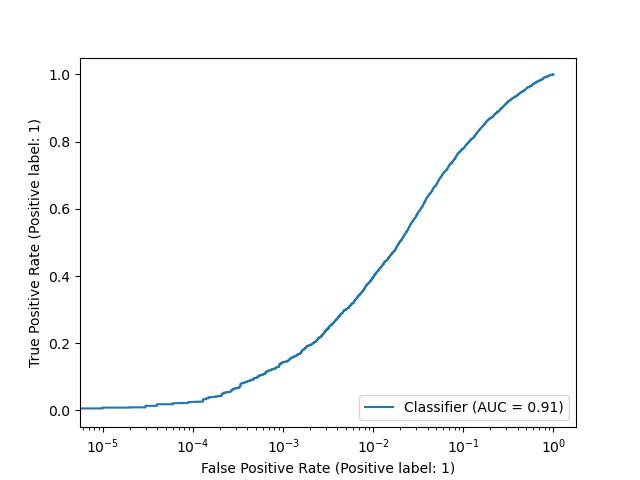 1.0
0.8
0.6
0.4
0.2
0.0
True Positive Rate (Positive label: 1)
Classifier (AUC = 0.91)
10⁻⁵ 10⁻⁴ 10⁻³ 10⁻² 10⁻¹ 10⁰
False Positive Rate (Positive label: 1)